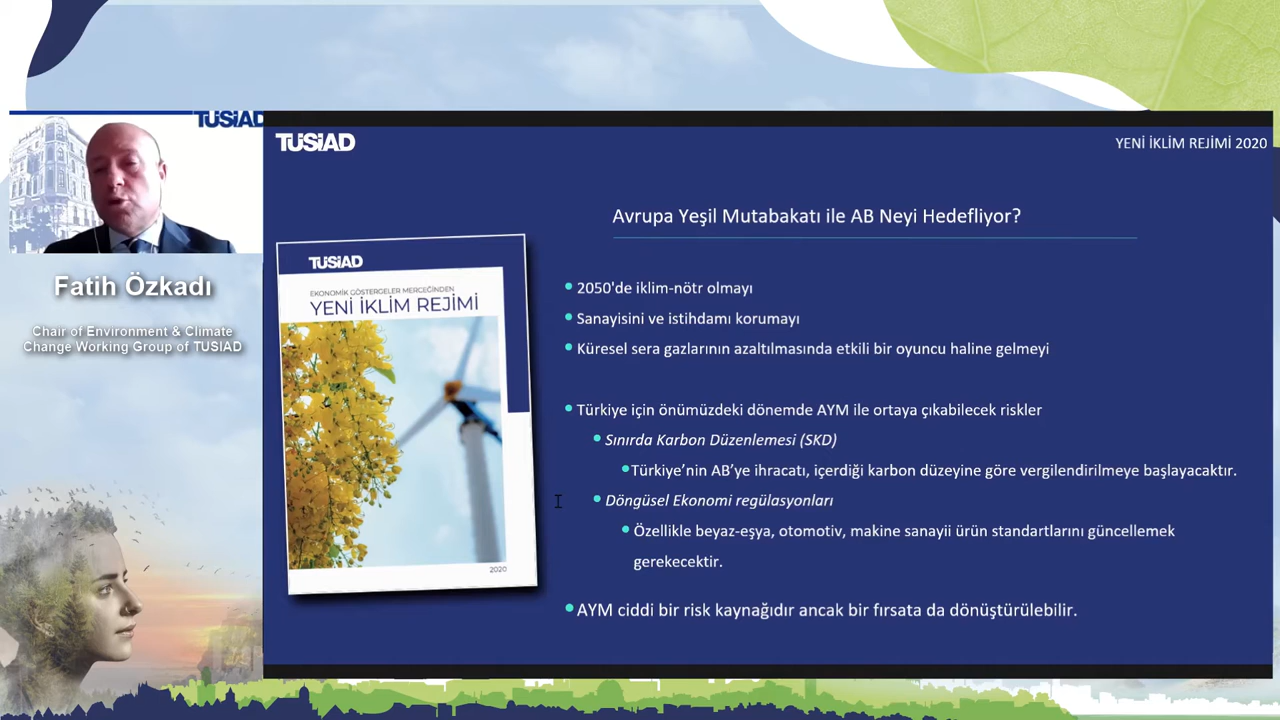 TÜSİAD
Fatih Özkadı
Chair of Environment & Climate
Change Working Group of TUSIAD
TÜSİAD
YENİ İKLİM REJİMİ 2020
TÜSİAD
EKONOMİK GÖSTERGELER MERCEĞİNDEN
YENİ İKLİM REJİMİ
2020
Avrupa Yeşil Mutabakatı ile AB Neyi Hedefliyor?
• 2050'de iklim-nötr olmayı
• Sanayisini ve istihdamı korumayı
• Küresel sera gazlarının azaltılmasında etkili bir oyuncu haline gelmeyi
• Türkiye için önümüzdeki dönemde AYM ile ortaya çıkabilecek riskler
• Sınırda Karbon Düzenlemesi (SKD)
• Türkiye’nin AB’ye ihracatı, içerdiği karbon düzeyine göre vergilendirilmeye başlayacaktır.
• Döngüsel Ekonomi regülasyonları
• Özellikle beyaz-eşya, otomotiv, makine sanayii ürün standartlarını güncellemek
gerekecektir.
• AYM ciddi bir risk kaynağıdır ancak bir fırsata da dönüştürülebilir.